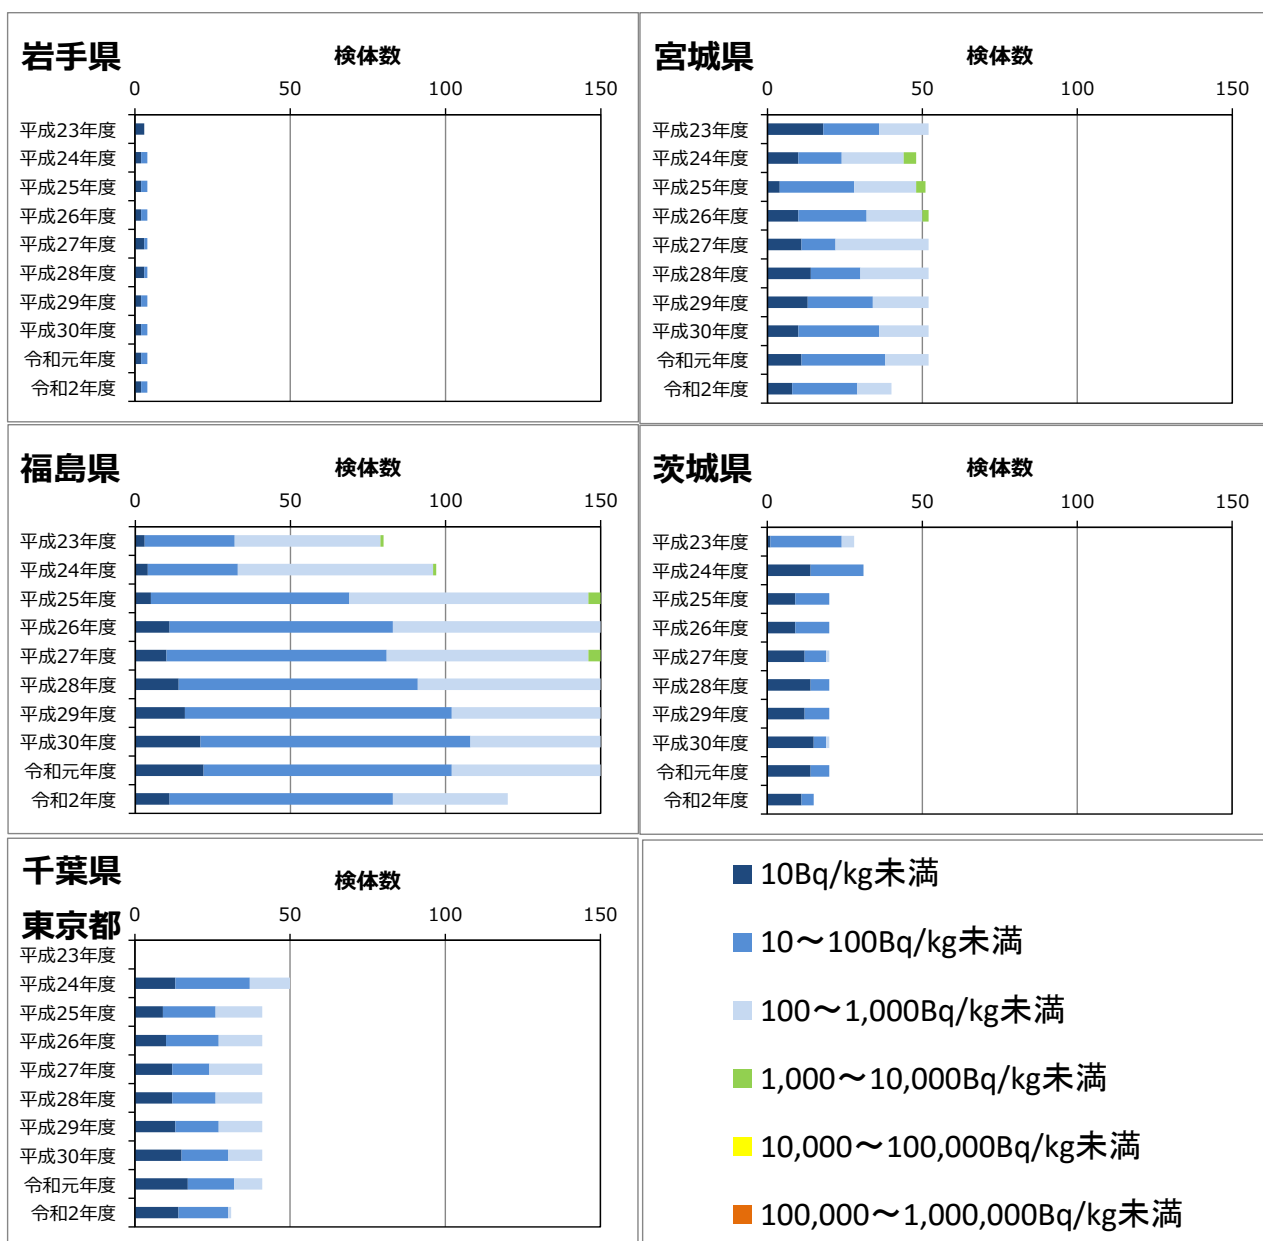 岩手県
検体数
0 50 100 150
平成23年度
平成24年度
平成25年度
平成26年度
平成27年度
平成28年度
平成29年度
平成30年度
令和元年度
令和2年度
宮城県
検体数
0 50 100 150
平成23年度
平成24年度
平成25年度
平成26年度
平成27年度
平成28年度
平成29年度
平成30年度
令和元年度
令和2年度
福島県
検体数
0 50 100 150
平成23年度
平成24年度
平成25年度
平成26年度
平成27年度
平成28年度
平成29年度
平成30年度
令和元年度
令和2年度
茨城県
検体数
0 50 100 150
平成23年度
平成24年度
平成25年度
平成26年度
平成27年度
平成28年度
平成29年度
平成30年度
令和元年度
令和2年度
千葉県
東京都
検体数
0 50 100 150
平成23年度
平成24年度
平成25年度
平成26年度
平成27年度
平成28年度
平成29年度
平成30年度
令和元年度
令和2年度
10Bq/kg未満
10～100Bq/kg未満
100～1,000Bq/kg未満
1,000～10,000Bq/kg未満
10,000～100,000Bq/kg未満
100,000～1,000,000Bq/kg未満